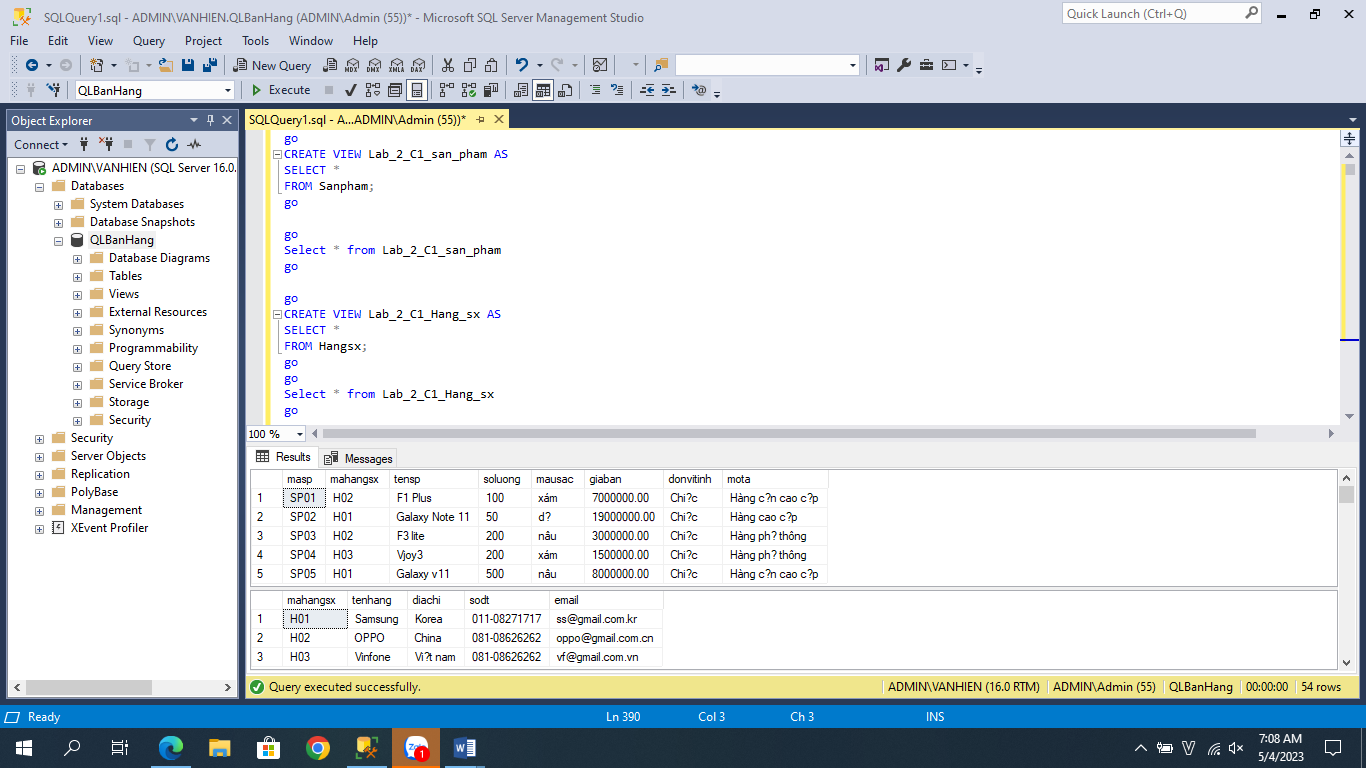 SQLQuery1.sql - ADMIN\VANHIEN.QLBanHang (ADMIN\Admin (55))* - Microsoft SQL Server Management Studio
Quick Launch (Ctrl+Q)
File Edit View Query Project Tools Window Help
New Query MDX DMX XMLA DAX
QLBanHang Execute
Object Explorer
Connect
ADMIN\VANHIEN (SQL Server 16.0.
Databases
System Databases
Database Snapshots
QLBanHang
Database Diagrams
Tables
Views
External Resources
Synonyms
Programmability
Query Store
Service Broker
Storage
Security
Security
Server Objects
Replication
PolyBase
Management
XEvent Profiler
SQLQuery1.sql - A...ADMIN\Admin (55))*
go
CREATE VIEW Lab_2_C1_san_pham AS
SELECT *
FROM Sanpham;
go
go
Select * from Lab_2_C1_san_pham
go
go
CREATE VIEW Lab_2_C1_Hang_sx AS
SELECT *
FROM Hangsx;
go
go
Select * from Lab_2_C1_Hang_sx
go
100 %
Results Messages
masp mahangsx tensp soluong mausac giaban donvitinh mota
1 SP01 H02 F1 Plus 100 xám 7000000.00 Chi?c Hàng c?n cao c?p
2 SP02 H01 Galaxy Note 11 50 d? 19000000.00 Chi?c Hàng cao c?p
3 SP03 H02 F3 lite 200 nâu 3000000.00 Chi?c Hàng ph? thông
4 SP04 H03 Vjoy3 200 xám 1500000.00 Chi?c Hàng ph? thông
5 SP05 H01 Galaxy v11 500 nâu 8000000.00 Chi?c Hàng c?n cao c?p
mahangsx tenhang diachi sodt email
1 H01 Samsung Korea 011-08271717 ss@gmail.com.kr
2 H02 OPPO China 081-08626262 oppo@gmail.com.cn
3 H03 Vinfone Vi?t nam 081-08626262 vf@gmail.com.vn
Query executed successfully. ADMIN\VANHIEN (16.0 RTM) ADMIN\Admin (55) QLBanHang 00:00:00 54 rows
Ready Ln 390 Col 3 Ch 3 INS
Zalo 1
7:08 AM
5/4/2023